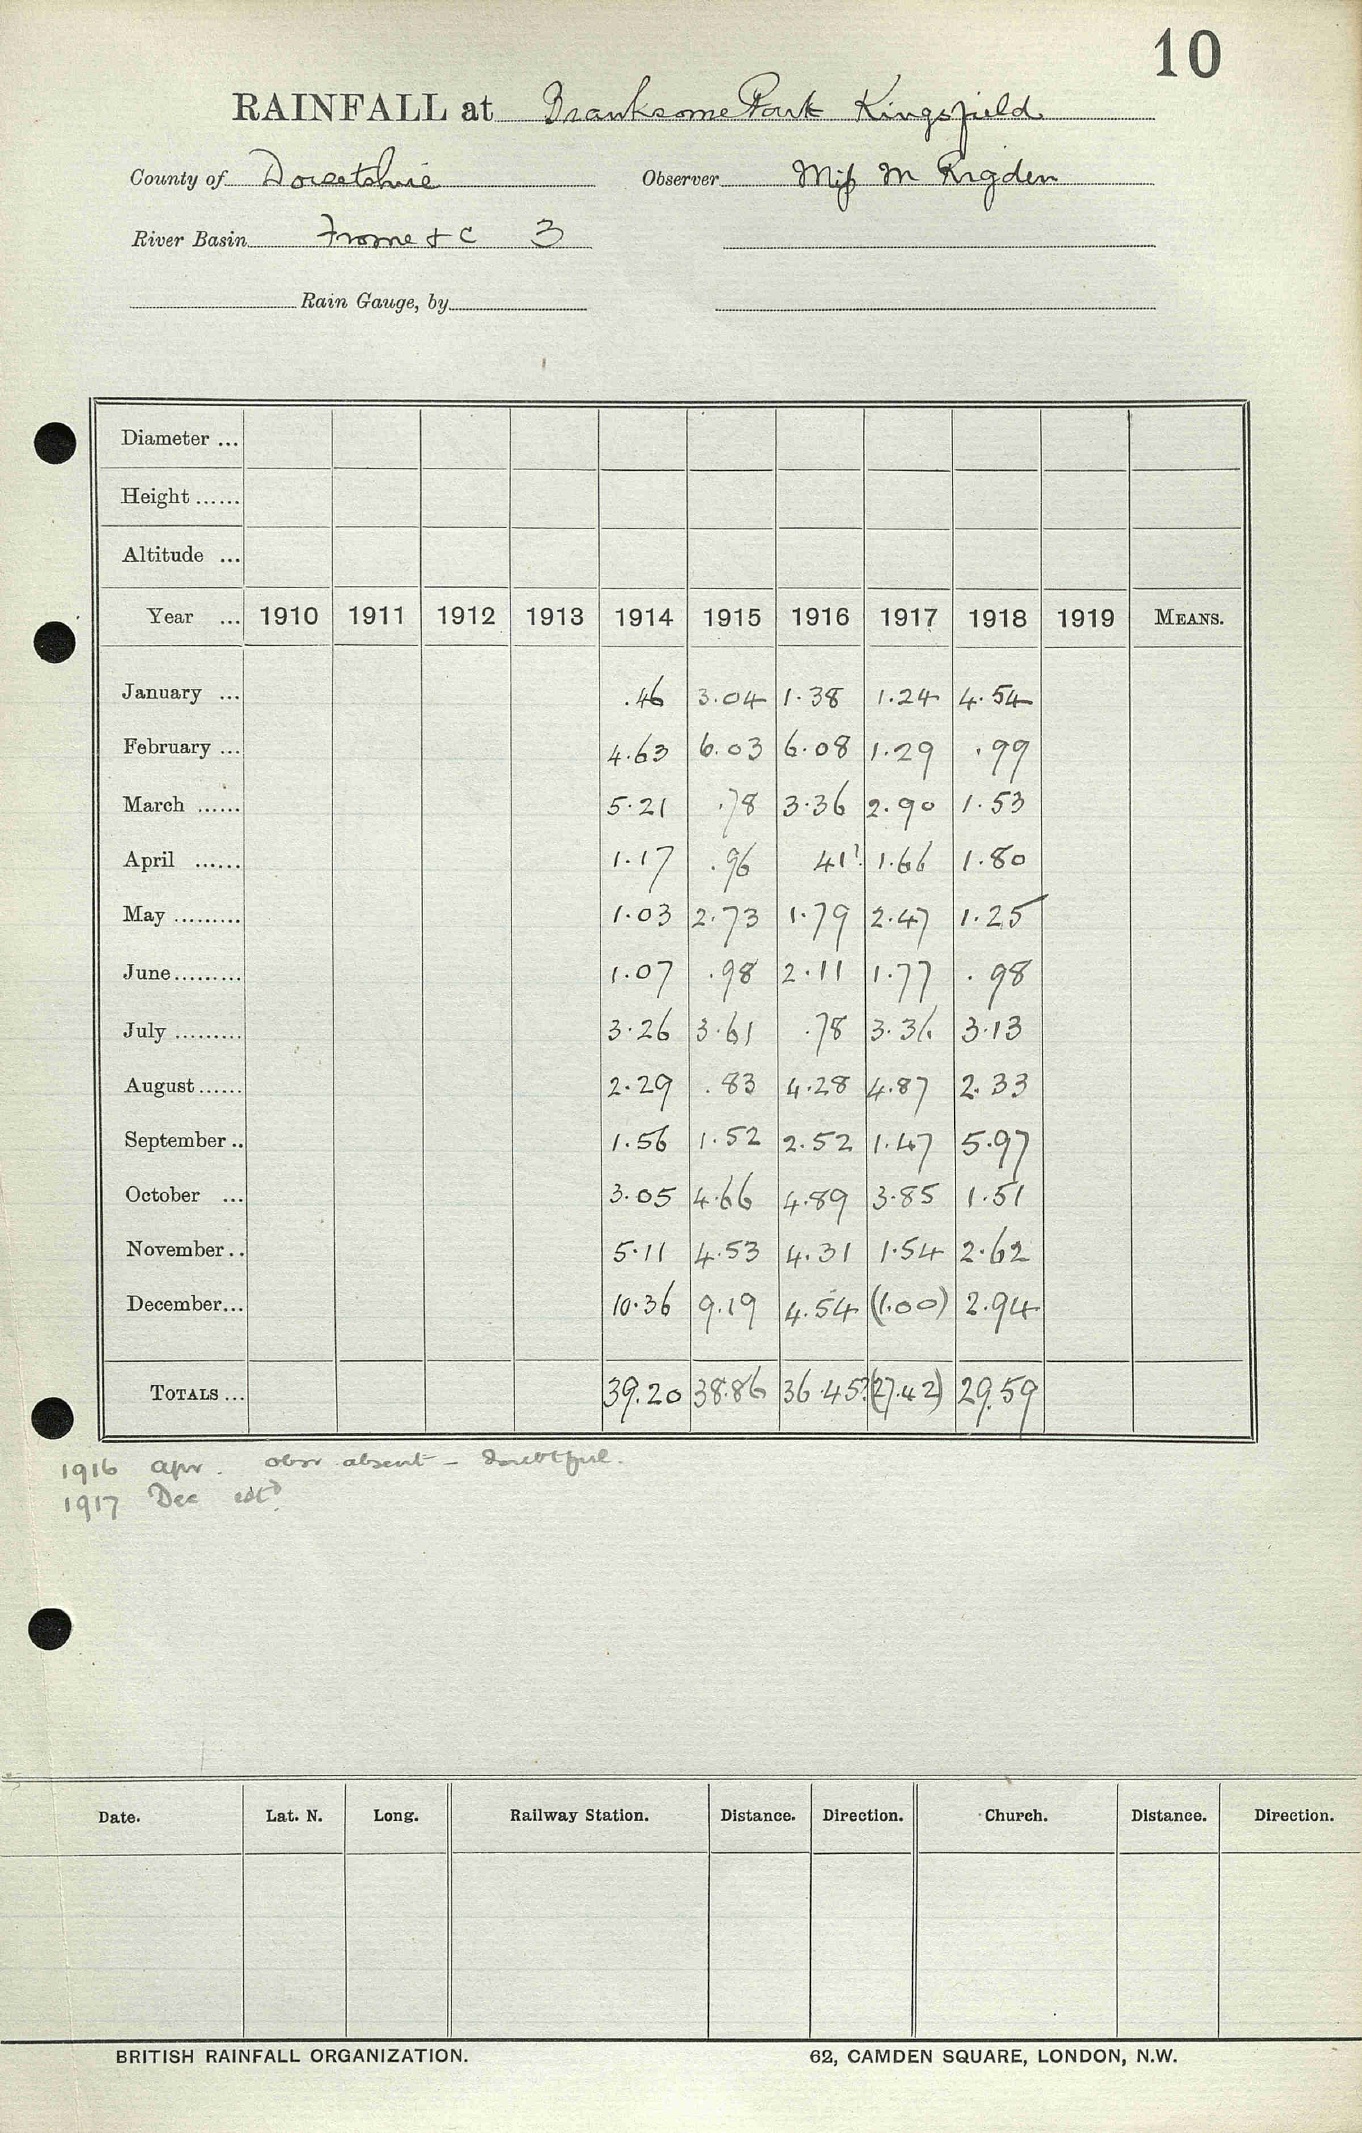 10
RAINFALL at Branksome Park Kingsfield
County of Dorsetshire Observer Miss M Rigden
River Basin Frome & C 3
Rain Gauge, by
Diameter ...
Height ......
Altitude ...
Year ... 1910 1911 1912 1913 1914 1915 1916 1917 1918 1919 MEANS.
January ... .46 3.04 1.38 1.24 4.54
February ... 4.63 6.03 6.08 1.29 .99
March ...... 5.21 .78 3.36 2.90 1.53
April ...... 1.17 .96 41? 1.66 1.80
May ......... 1.03 2.73 1.79 2.47 1.25
June......... 1.07 .98 2.11 1.77 .98
July ......... 3.26 3.61 .78 3.36 3.13
August...... 2.29 .83 4.28 4.87 2.33
September .. 1.56 1.52 2.52 1.47 5.97
October ... 3.05 4.66 4.89 3.85 1.51
November .. 5.11 4.53 4.31 1.54 2.62
December... 10.36 9.19 4.54 (1.00) 2.94
TOTALS ... 39.20 38.86 36.45? (27.42) 29.59
1916 apr. obsr absent - doubtful.
1917 Dec estd
Date. Lat. N. Long. Railway Station. Distance. Direction. Church. Distance. Direction.
BRITISH RAINFALL ORGANIZATION. 62, CAMDEN SQUARE, LONDON, N.W.